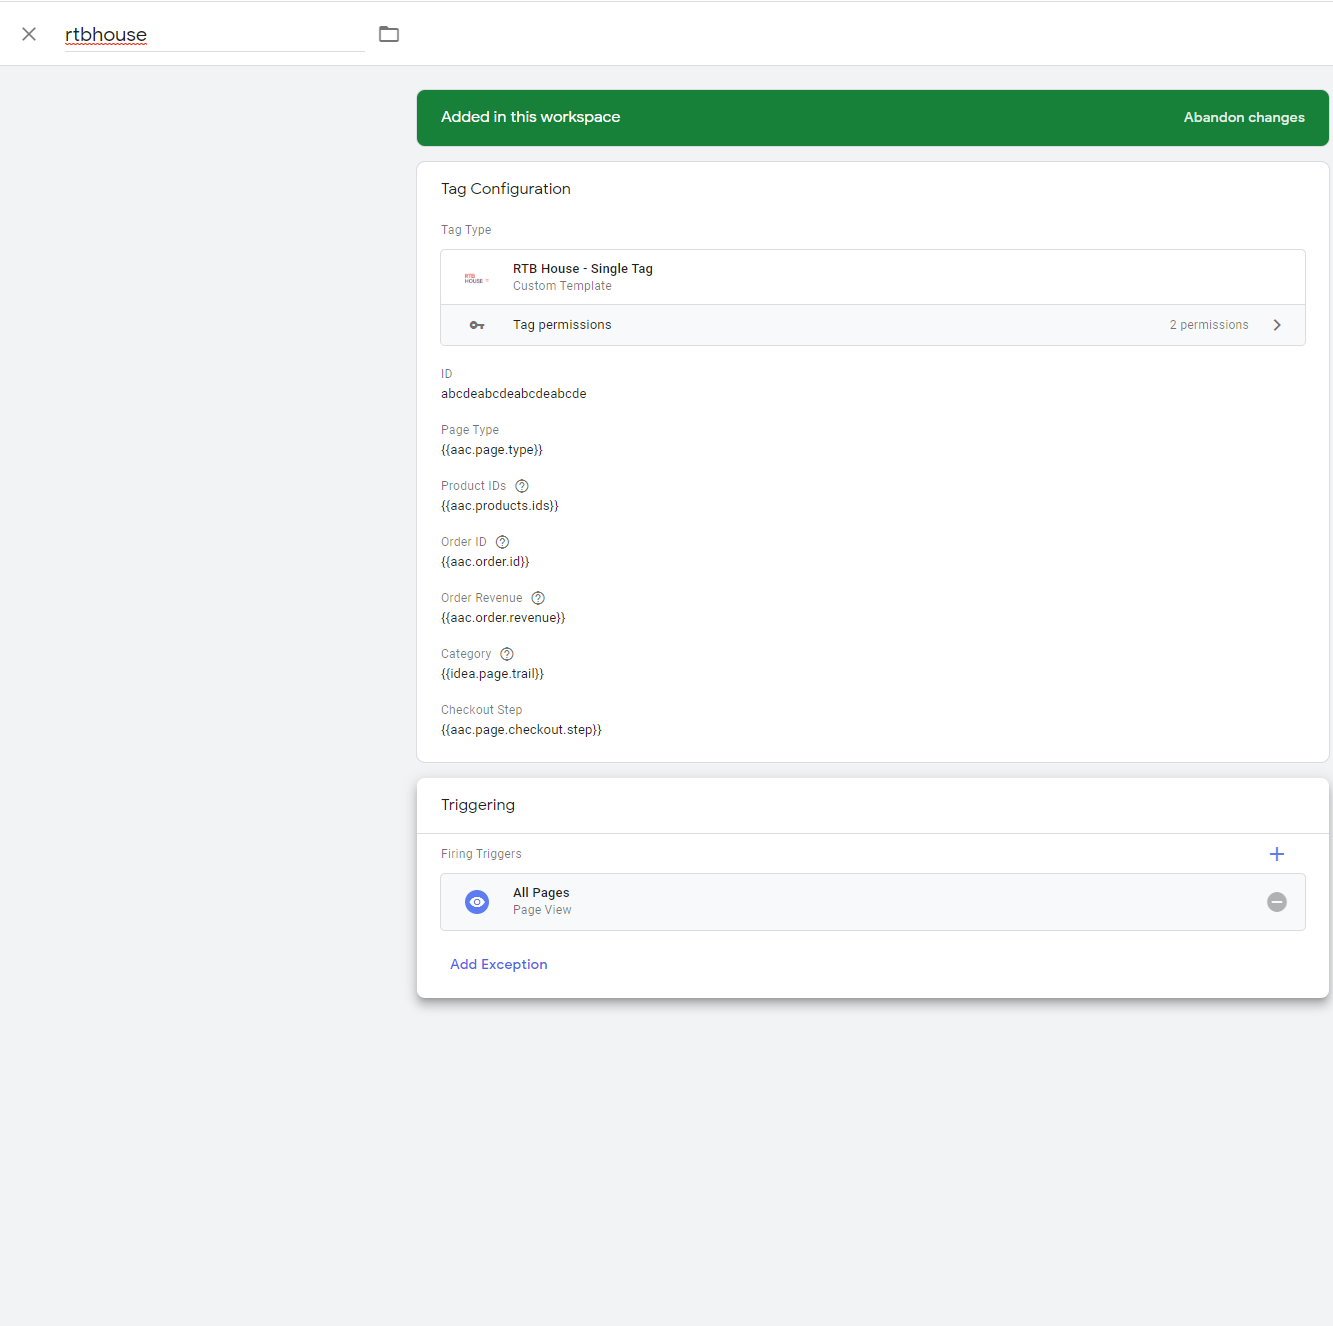 rtbhouse
Added in this workspace
Abandon changes
Tag Configuration
Tag Type
RTB HOUSE
RTB House - Single Tag
Custom Template
Tag permissions
2 permissions
ID
abcdeabcdeabcdeabcde
Page Type
{{aac.page.type}}
Product IDs
{{aac.products.ids}}
Order ID
{{aac.order.id}}
Order Revenue
{{aac.order.revenue}}
Category
{{idea.page.trail}}
Checkout Step
{{aac.page.checkout.step}}
Triggering
Firing Triggers
All Pages
Page View
Add Exception